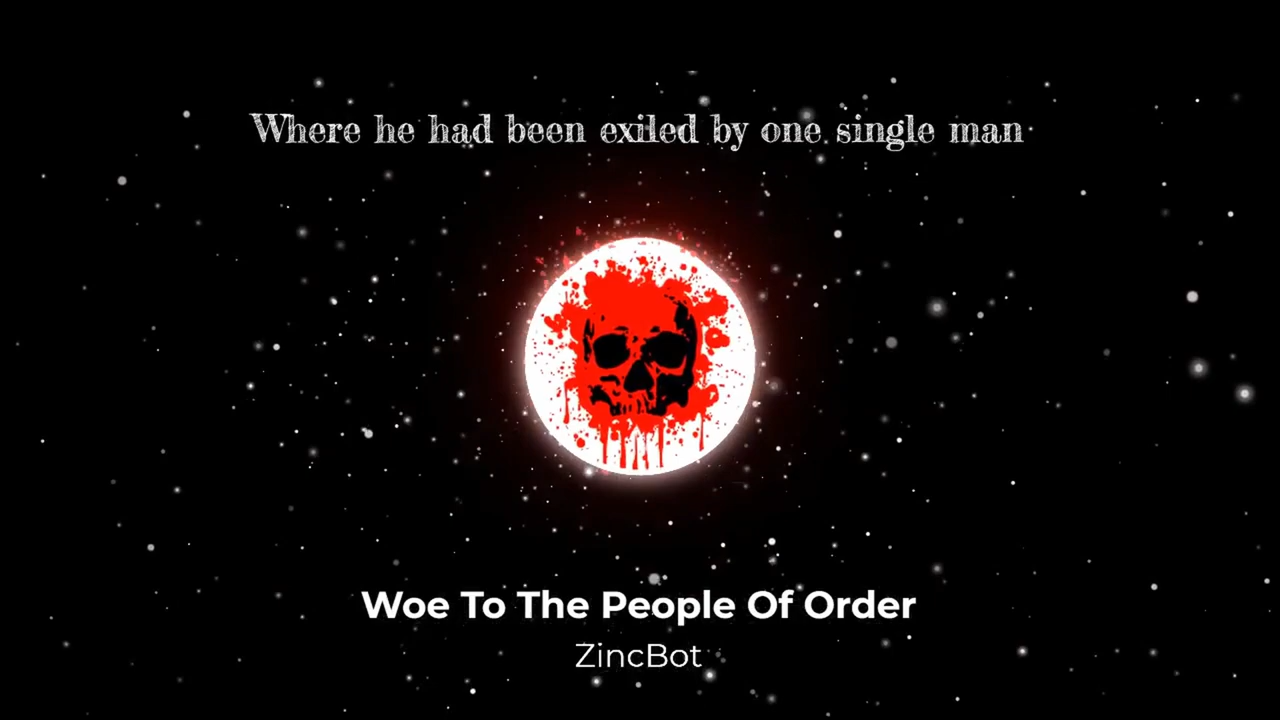 Where he had been exiled by one single man
Woe To The People Of Order
ZincBot